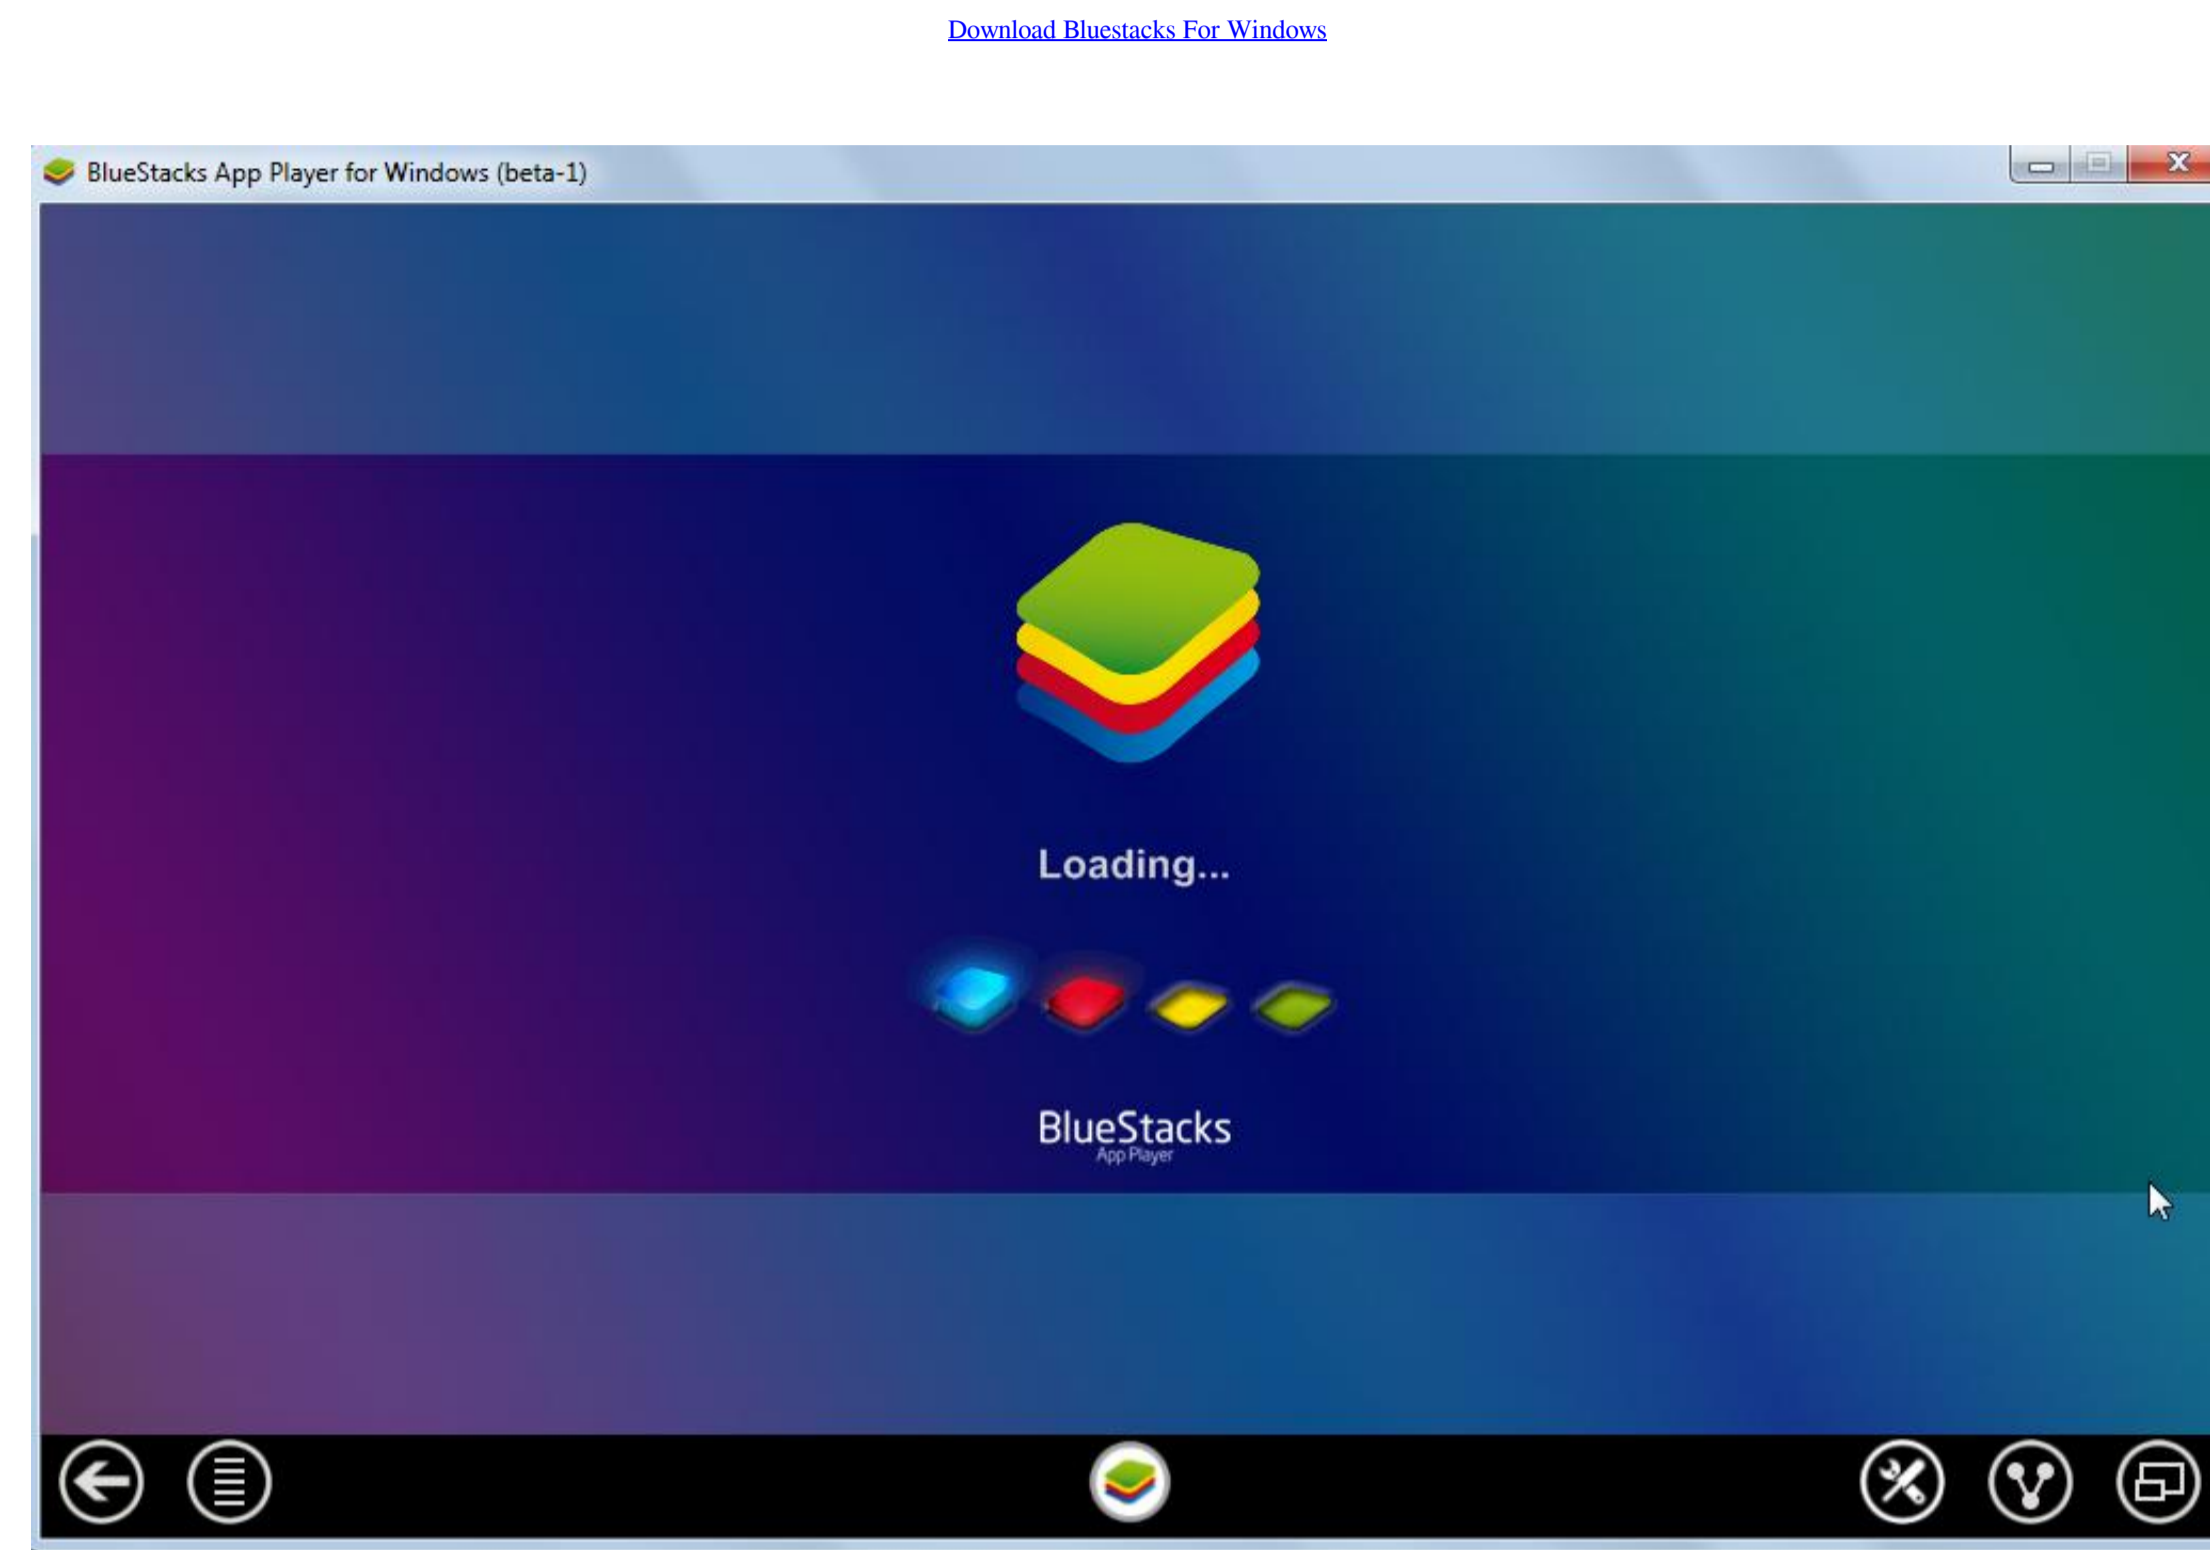 Download Bluestacks For Windows
BlueStacks App Player for Windows (beta-1)
Loading...
BlueStacks
App Player